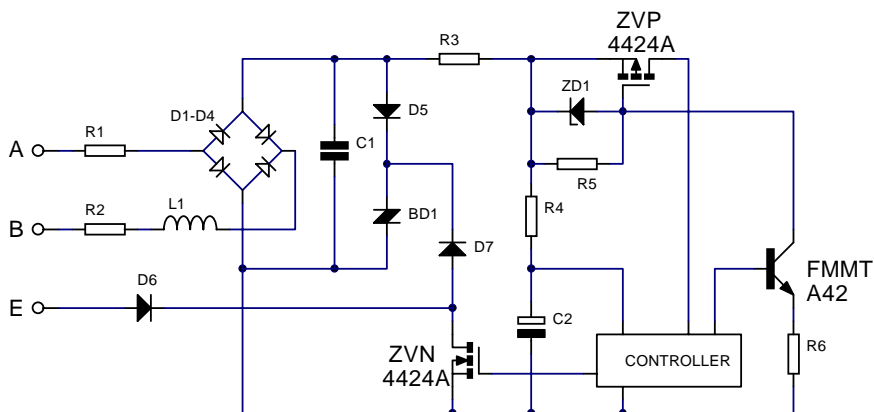 ZVP
4424A
R3
ZD1
D1-D4
D5
R1
A
C1
R5
R4
R2
L1
BD1
B
D7
FMMT
A42
D6
E
C2
ZVN
4424A
CONTROLLER
R6